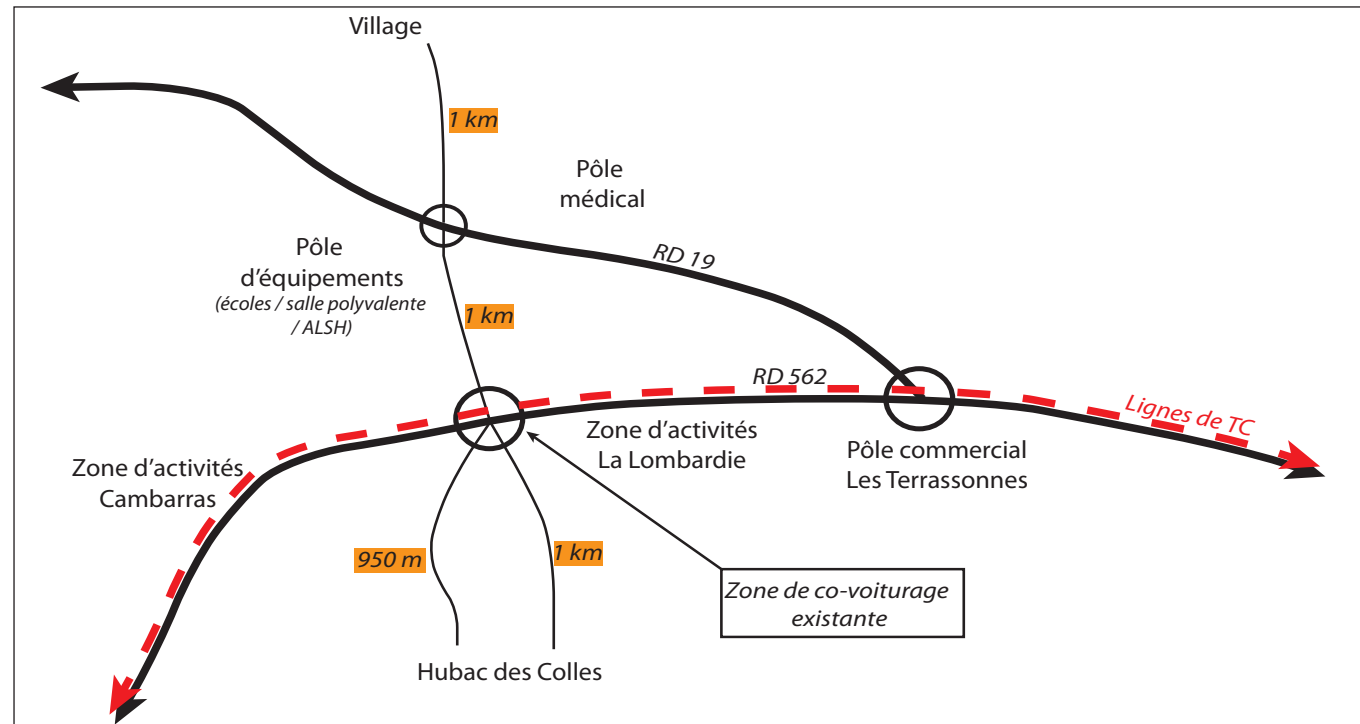 Village
1 km
Pôle
médical
Pôle
d'équipements
(écoles / salle polyvalente
/ ALSH)
RD 19
1 km
RD 562
Lignes de TC
Zone d'activités
La Lombardie
Pôle commercial
Les Terrassonnes
Zone d'activités
Cambarras
950 m
1 km
Zone de co-voiturage
existante
Hubac des Colles